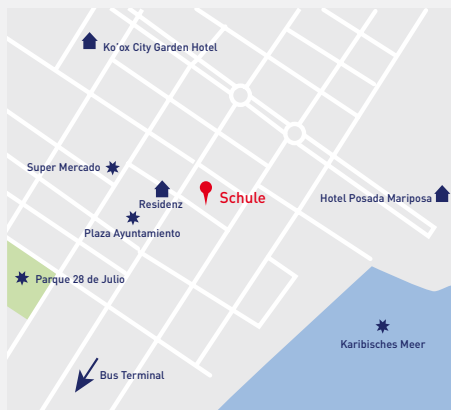 Ko´ox City Garden Hotel
Super Mercado
Residenz
Schule
Hotel Posada Mariposa
Plaza Ayuntamiento
Parque 28 de Julio
Karibisches Meer
Bus Terminal